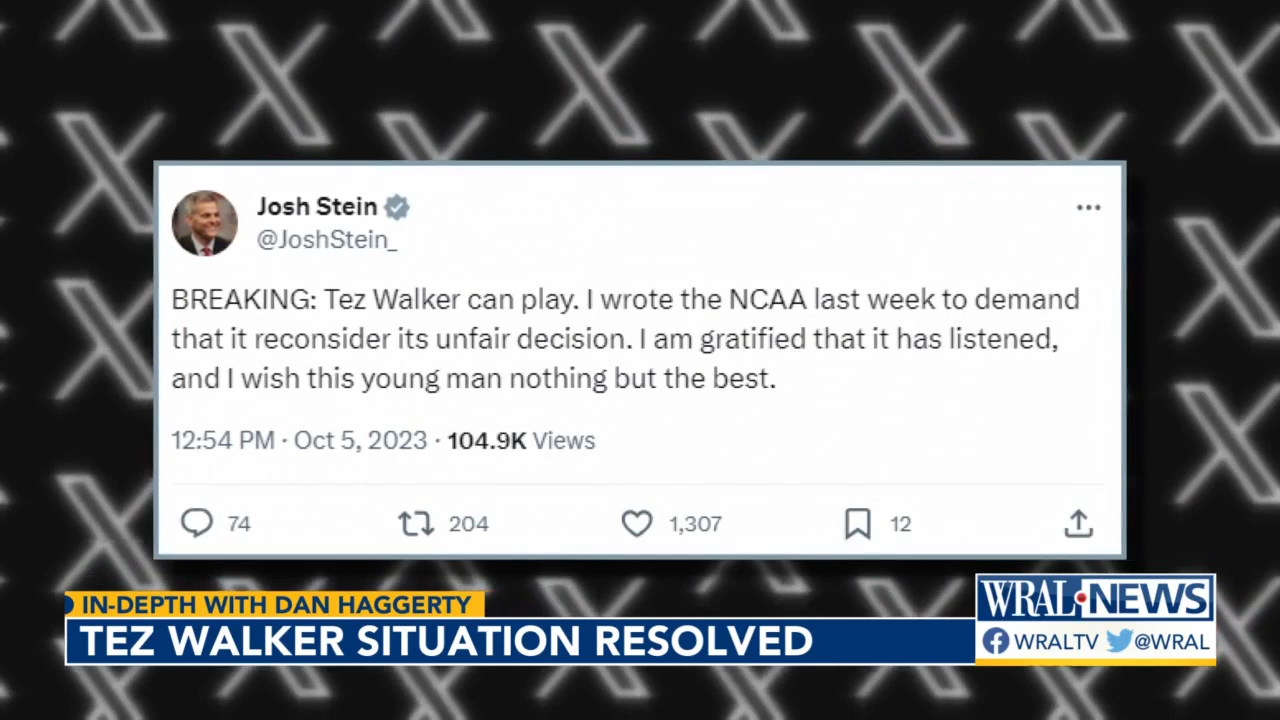 Josh Stein
@JoshStein_
BREAKING: Tez Walker can play. I wrote the NCAA last week to demand
that it reconsider its unfair decision. I am gratified that it has listened,
and I wish this young man nothing but the best.
12:54 PM · Oct 5, 2023 · 104.9K Views
74 204 1,307 12
IN-DEPTH WITH DAN HAGGERTY
TEZ WALKER SITUATION RESOLVED
WRAL NEWS
WRALTV @WRAL